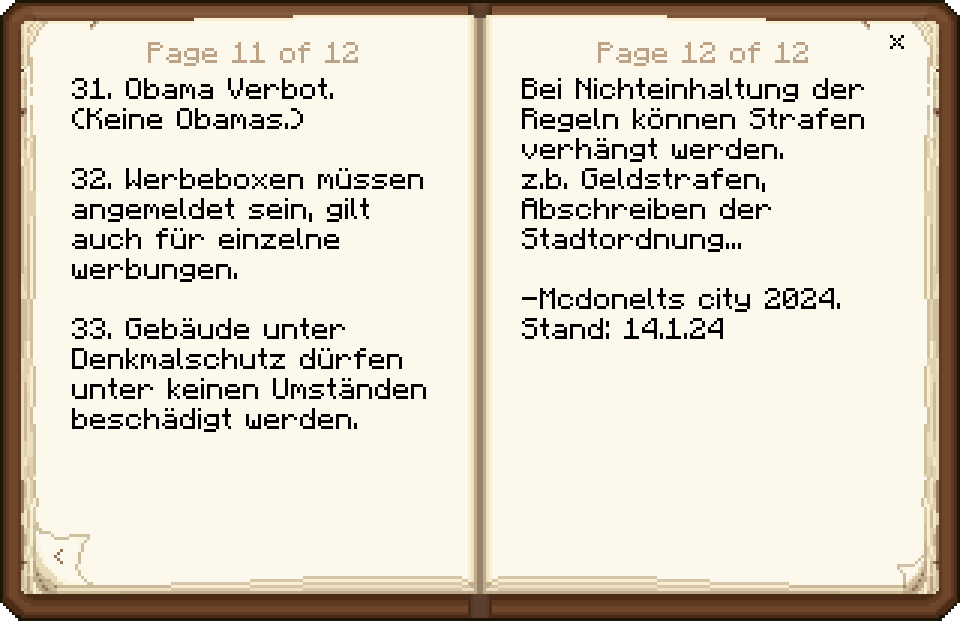 Page 11 of 12
31. Obama Verbot.
(Keine Obamas.)
32. Werbeboxen müssen
angemeldet sein, gilt
auch für einzelne
werbungen.
33. Gebäude unter
Denkmalschutz dürfen
unter keinen Umständen
beschädigt werden.
Page 12 of 12
x
Bei Nichteinhaltung der
Regeln können Strafen
verhängt werden.
z.b. Geldstrafen,
Abschreiben der
Stadtordnung...
-Mcdonelts city 2024.
Stand: 14.1.24
<